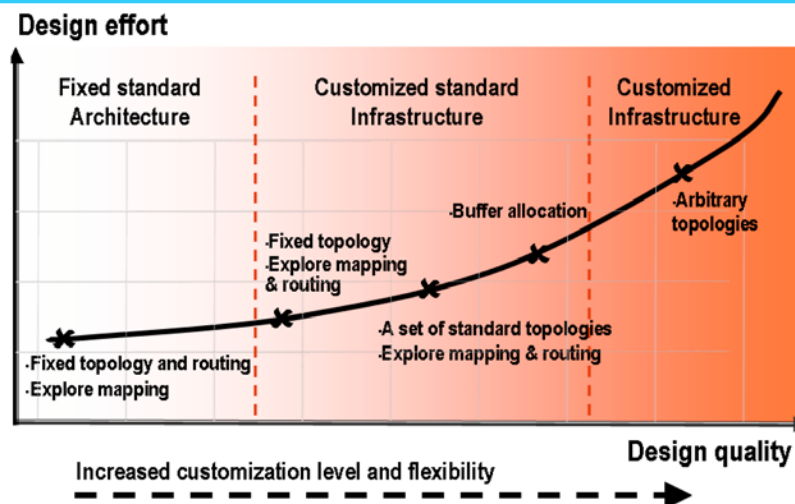 Design effort
Fixed standard
Architecture
Customized standard
Infrastructure
Customized
Infrastructure
-Buffer allocation
-Arbitrary
topologies
-Fixed topology
-Explore mapping
& routing
-A set of standard topologies
-Explore mapping & routing
-Fixed topology and routing
-Explore mapping
Design quality
Increased customization level and flexibility